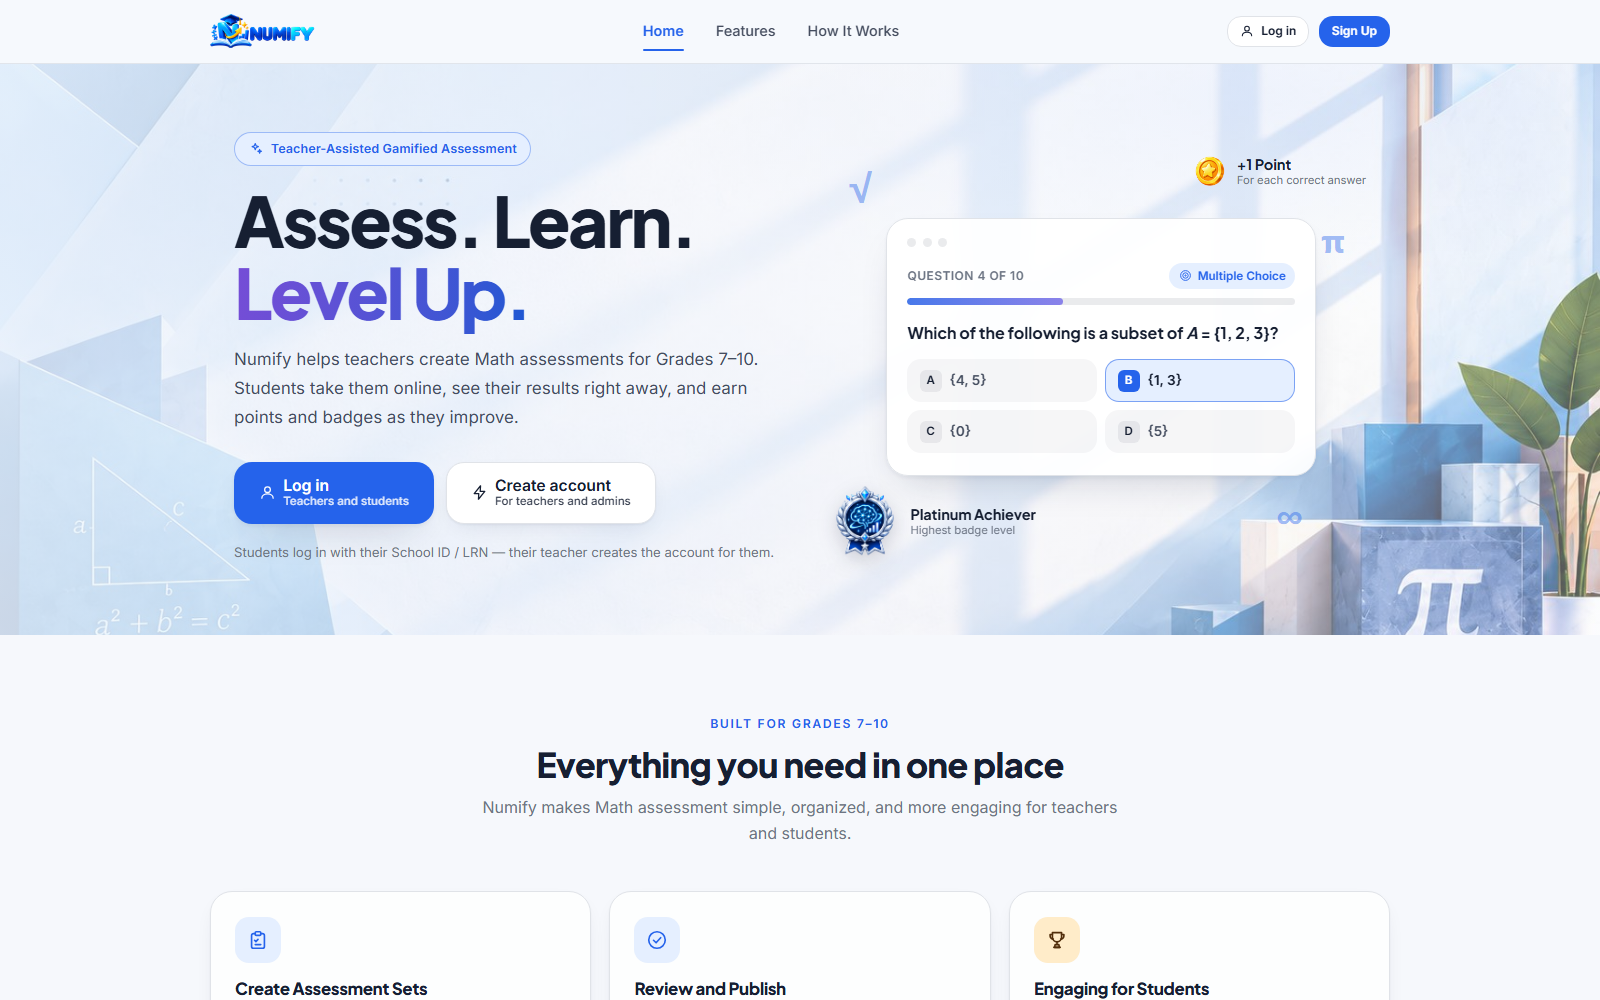 NUMIFY
Home
Features
How It Works
Log in
Sign Up
Teacher-Assisted Gamified Assessment
Assess. Learn.
Level Up.
Numify helps teachers create Math assessments for Grades 7–10.
Students take them online, see their results right away, and earn
points and badges as they improve.
Log in
Teachers and students
Create account
For teachers and admins
Students log in with their School ID / LRN — their teacher creates the account for them.
a
c
c
b
a² + b² = c²
√
+1 Point
For each correct answer
π
QUESTION 4 OF 10
Multiple Choice
Which of the following is a subset of A = {1, 2, 3}?
A {4, 5}
B {1, 3}
C {0}
D {5}
Platinum Achiever
Highest badge level
∞
π
BUILT FOR GRADES 7–10
Everything you need in one place
Numify makes Math assessment simple, organized, and more engaging for teachers
and students.
Create Assessment Sets
Review and Publish
Engaging for Students